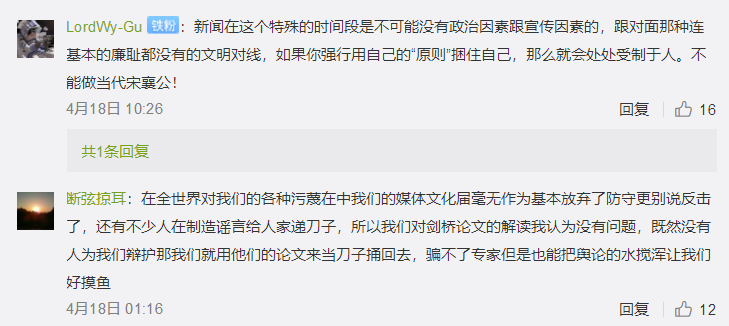 LordWy-Gu 铁粉：新闻在这个特殊的时间段是不可能没有政治因素跟宣传因素的，跟对面那种连
基本的廉耻都没有的文明对线，如果你强行用自己的“原则”捆住自己，那么就会处处受制于人。不
能做当代宋襄公！
4月18日 10:26 回复 16
共1条回复
断弦掠耳：在全世界对我们的各种污蔑在中我们的媒体文化届毫无作为基本放弃了防守更别说反击
了，还有不少人在制造谣言给人家递刀子，所以我们对剑桥论文的解读我认为没有问题，既然没有
人为我们辩护那我们就用他们的论文来当刀子捅回去，骗不了专家但是也能把舆论的水搅浑让我们
好摸鱼
4月18日 01:16 回复 12